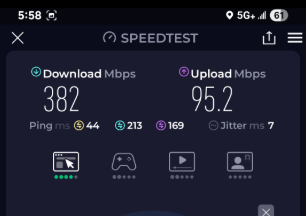 5:58 5G+ 61
SPEEDTEST
Download Mbps Upload Mbps
382 95.2
Ping ms 44 213 169 Jitter ms 7